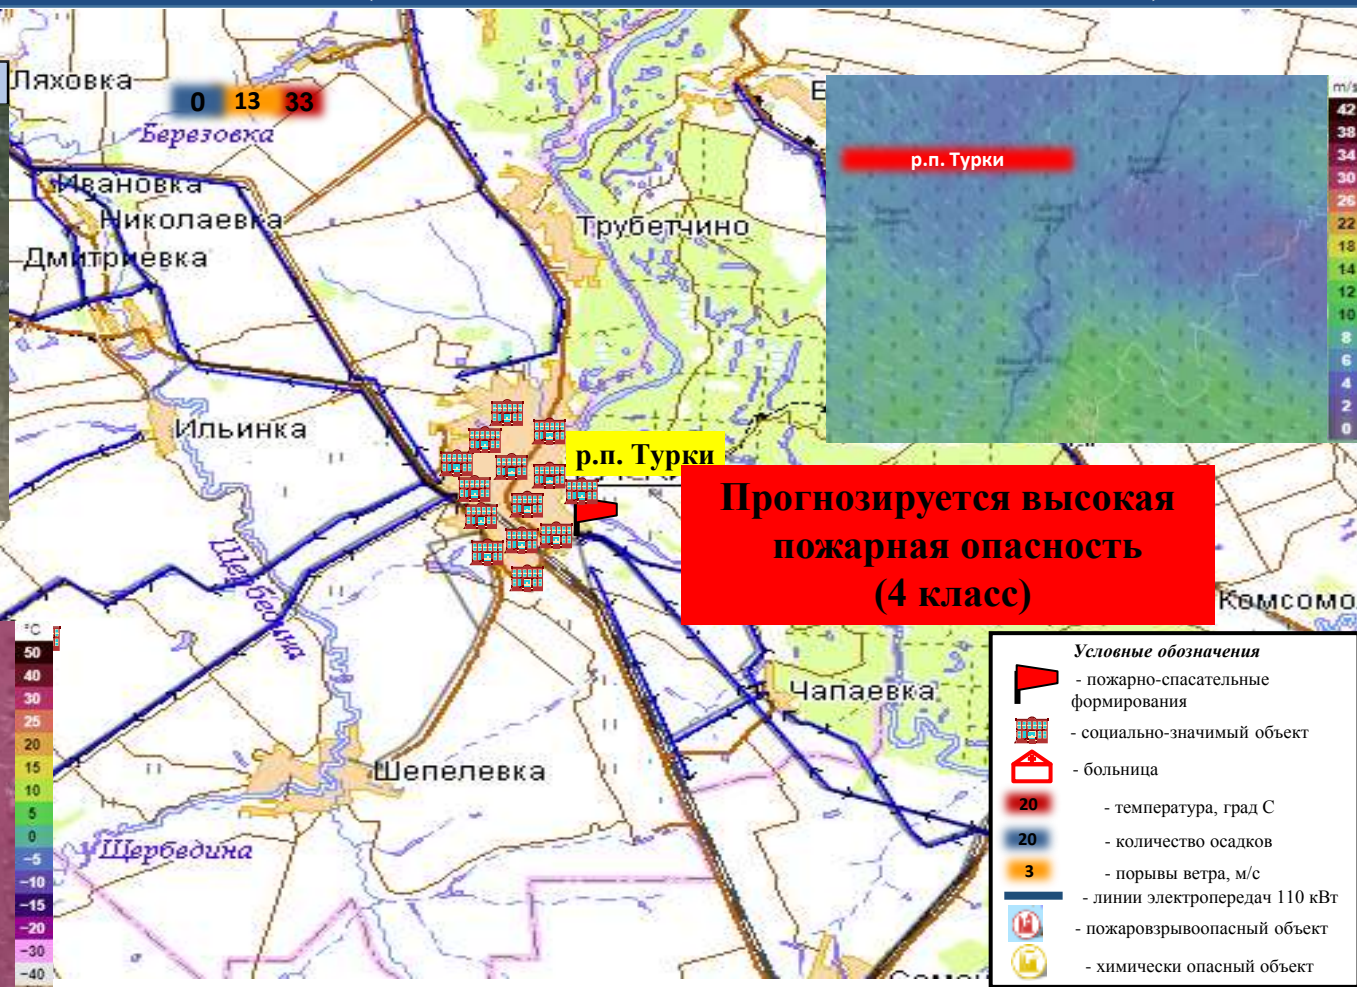 Ляховка
0 13 33
Березовка
Ивановка
Николаевка
Дмитриевка
Трубетчино
р.п. Турки
m/s
42
38
34
30
26
22
18
14
12
10
8
6
4
2
0
Ильинка
р.п. Турки
Прогнозируется высокая
пожарная опасность
(4 класс)
Щербедина
Комсомо
Чапаевка
Шепелевка
Щербедина
°C
50
40
30
25
20
15
10
5
0
−5
−10
−15
−20
−30
−40
Условные обозначения
- пожарно-спасательные
формирования
- социально-значимый объект
- больница
20 - температура, град С
20 - количество осадков
3 - порывы ветра, м/с
- линии электропередач 110 кВт
- пожаровзрывоопасный объект
- химически опасный объект